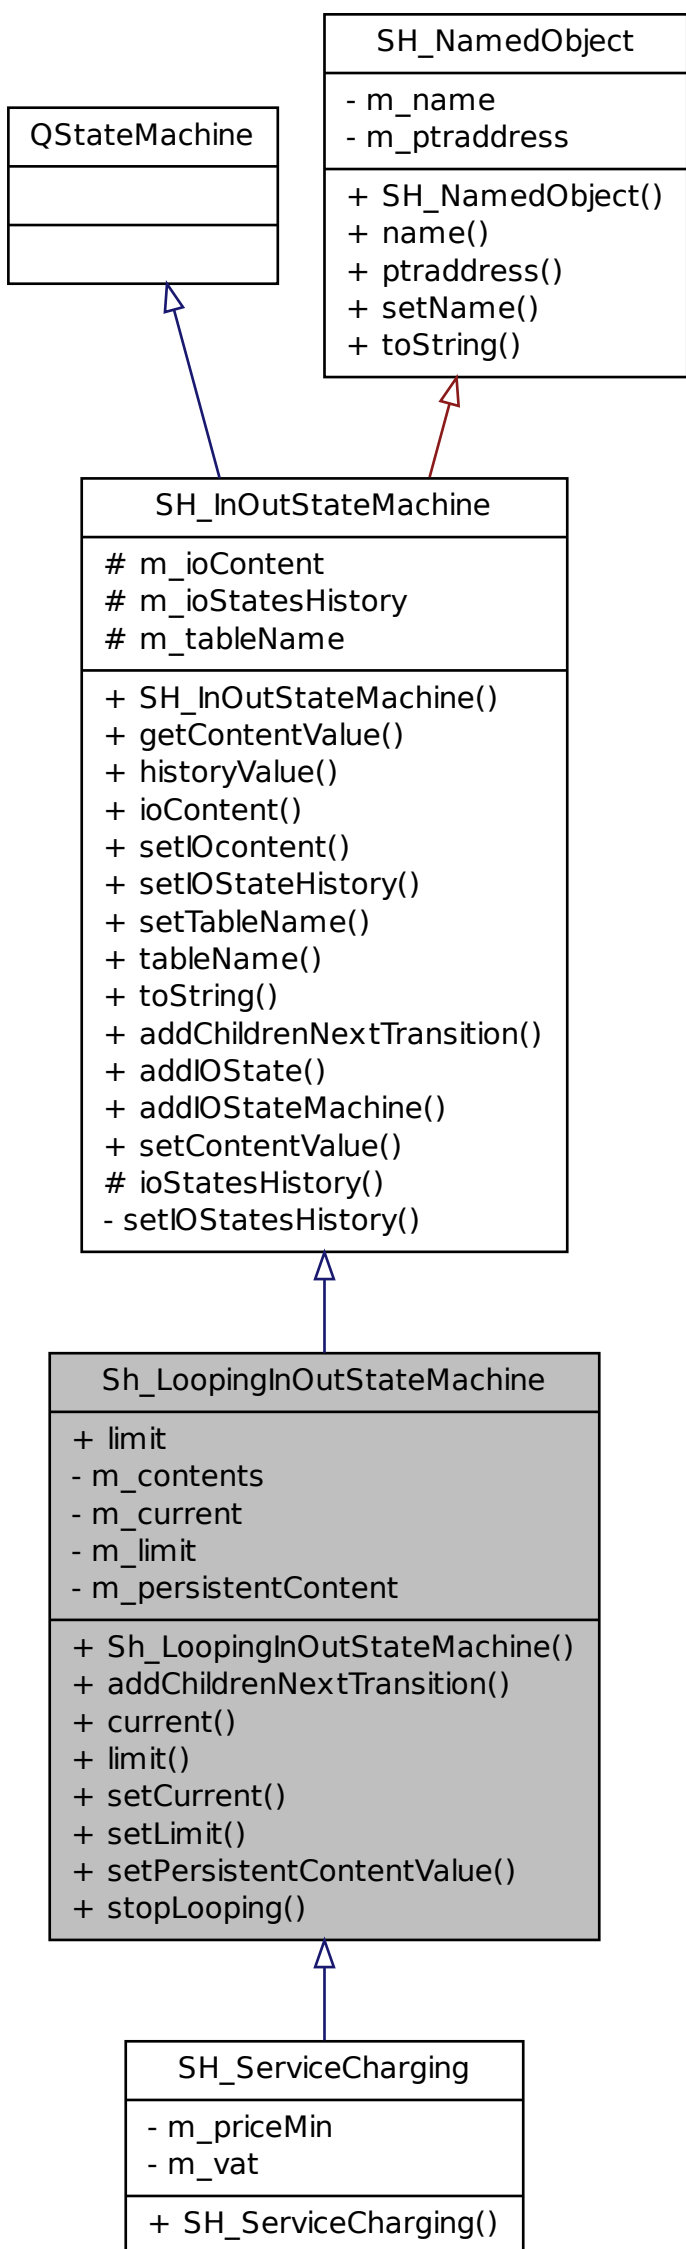 SH_NamedObject
- m_name
- m_ptraddress
+ SH_NamedObject()
+ name()
+ ptraddress()
+ setName()
+ toString()
QStateMachine
SH_InOutStateMachine
# m_ioContent
# m_ioStatesHistory
# m_tableName
+ SH_InOutStateMachine()
+ getContentValue()
+ historyValue()
+ ioContent()
+ setIOcontent()
+ setIOStateHistory()
+ setTableName()
+ tableName()
+ toString()
+ addChildrenNextTransition()
+ addIOState()
+ addIOStateMachine()
+ setContentValue()
# ioStatesHistory()
- setIOStatesHistory()
Sh_LoopingInOutStateMachine
+ limit
- m_contents
- m_current
- m_limit
- m_persistentContent
+ Sh_LoopingInOutStateMachine()
+ addChildrenNextTransition()
+ current()
+ limit()
+ setCurrent()
+ setLimit()
+ setPersistentContentValue()
+ stopLooping()
SH_ServiceCharging
- m_priceMin
- m_vat
+ SH_ServiceCharging()